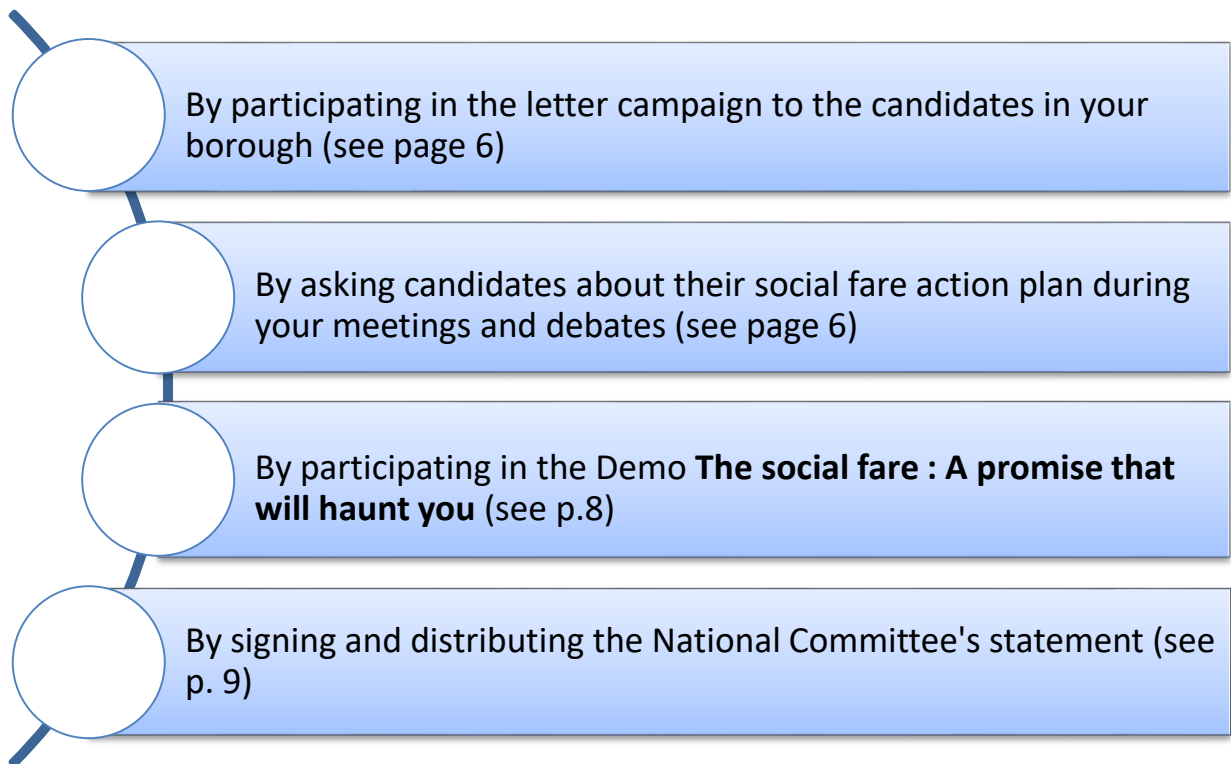 By participating in the letter campaign to the candidates in your
borough (see page 6)
By asking candidates about their social fare action plan during
your meetings and debates (see page 6)
By participating in the Demo The social fare : A promise that
will haunt you (see p.8)
By signing and distributing the National Committee's statement (see
p. 9)